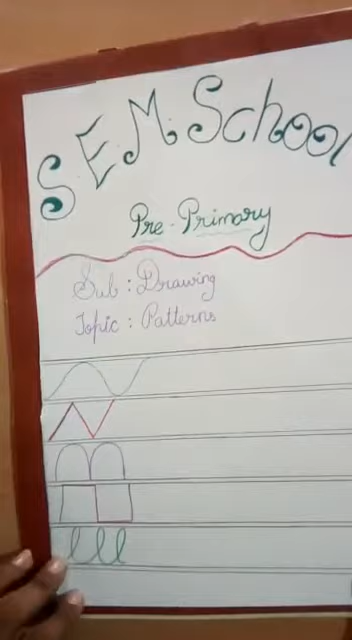 S.E.M. School
Pre-Primary
Sub : Drawing
Topic : Patterns